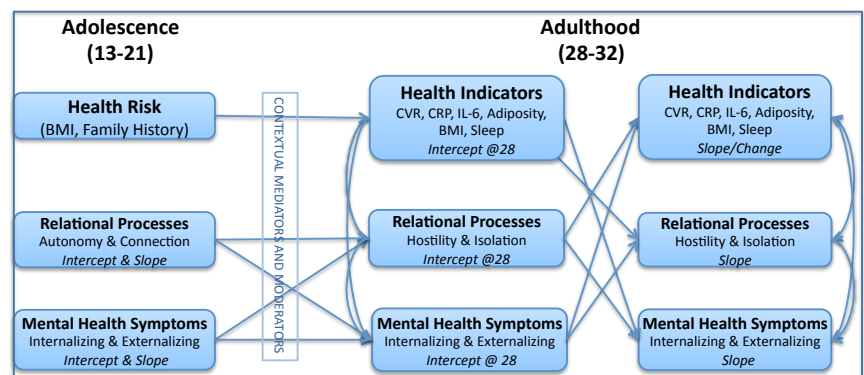 Adolescence
(13-21)
Adulthood
(28-32)
Health Risk
(BMI, Family History)
Relational Processes
Autonomy & Connection
Intercept & Slope
Mental Health Symptoms
Internalizing & Externalizing
Intercept & Slope
CONTEXTUAL MEDIATORS AND MODERATORS
Health Indicators
CVR, CRP, IL-6, Adiposity,
BMI, Sleep
Intercept @28
Relational Processes
Hostility & Isolation
Intercept @28
Mental Health Symptoms
Internalizing & Externalizing
Intercept @ 28
Health Indicators
CVR, CRP, IL-6, Adiposity,
BMI, Sleep
Slope/Change
Relational Processes
Hostility & Isolation
Slope
Mental Health Symptoms
Internalizing & Externalizing
Slope